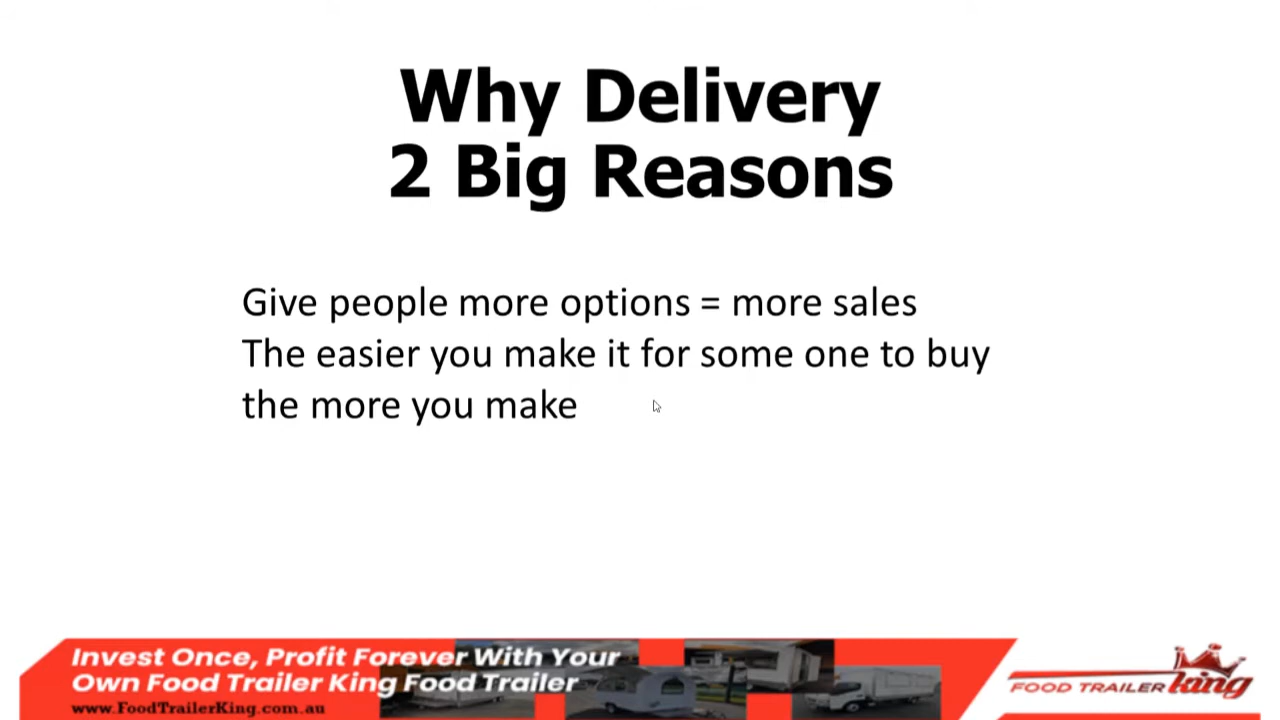 Why Delivery
2 Big Reasons
Give people more options = more sales
The easier you make it for some one to buy
the more you make
Invest Once, Profit Forever With Your
Own Food Trailer King Food Trailer
www.FoodTrailerKing.com.au
FOOD TRAILER king